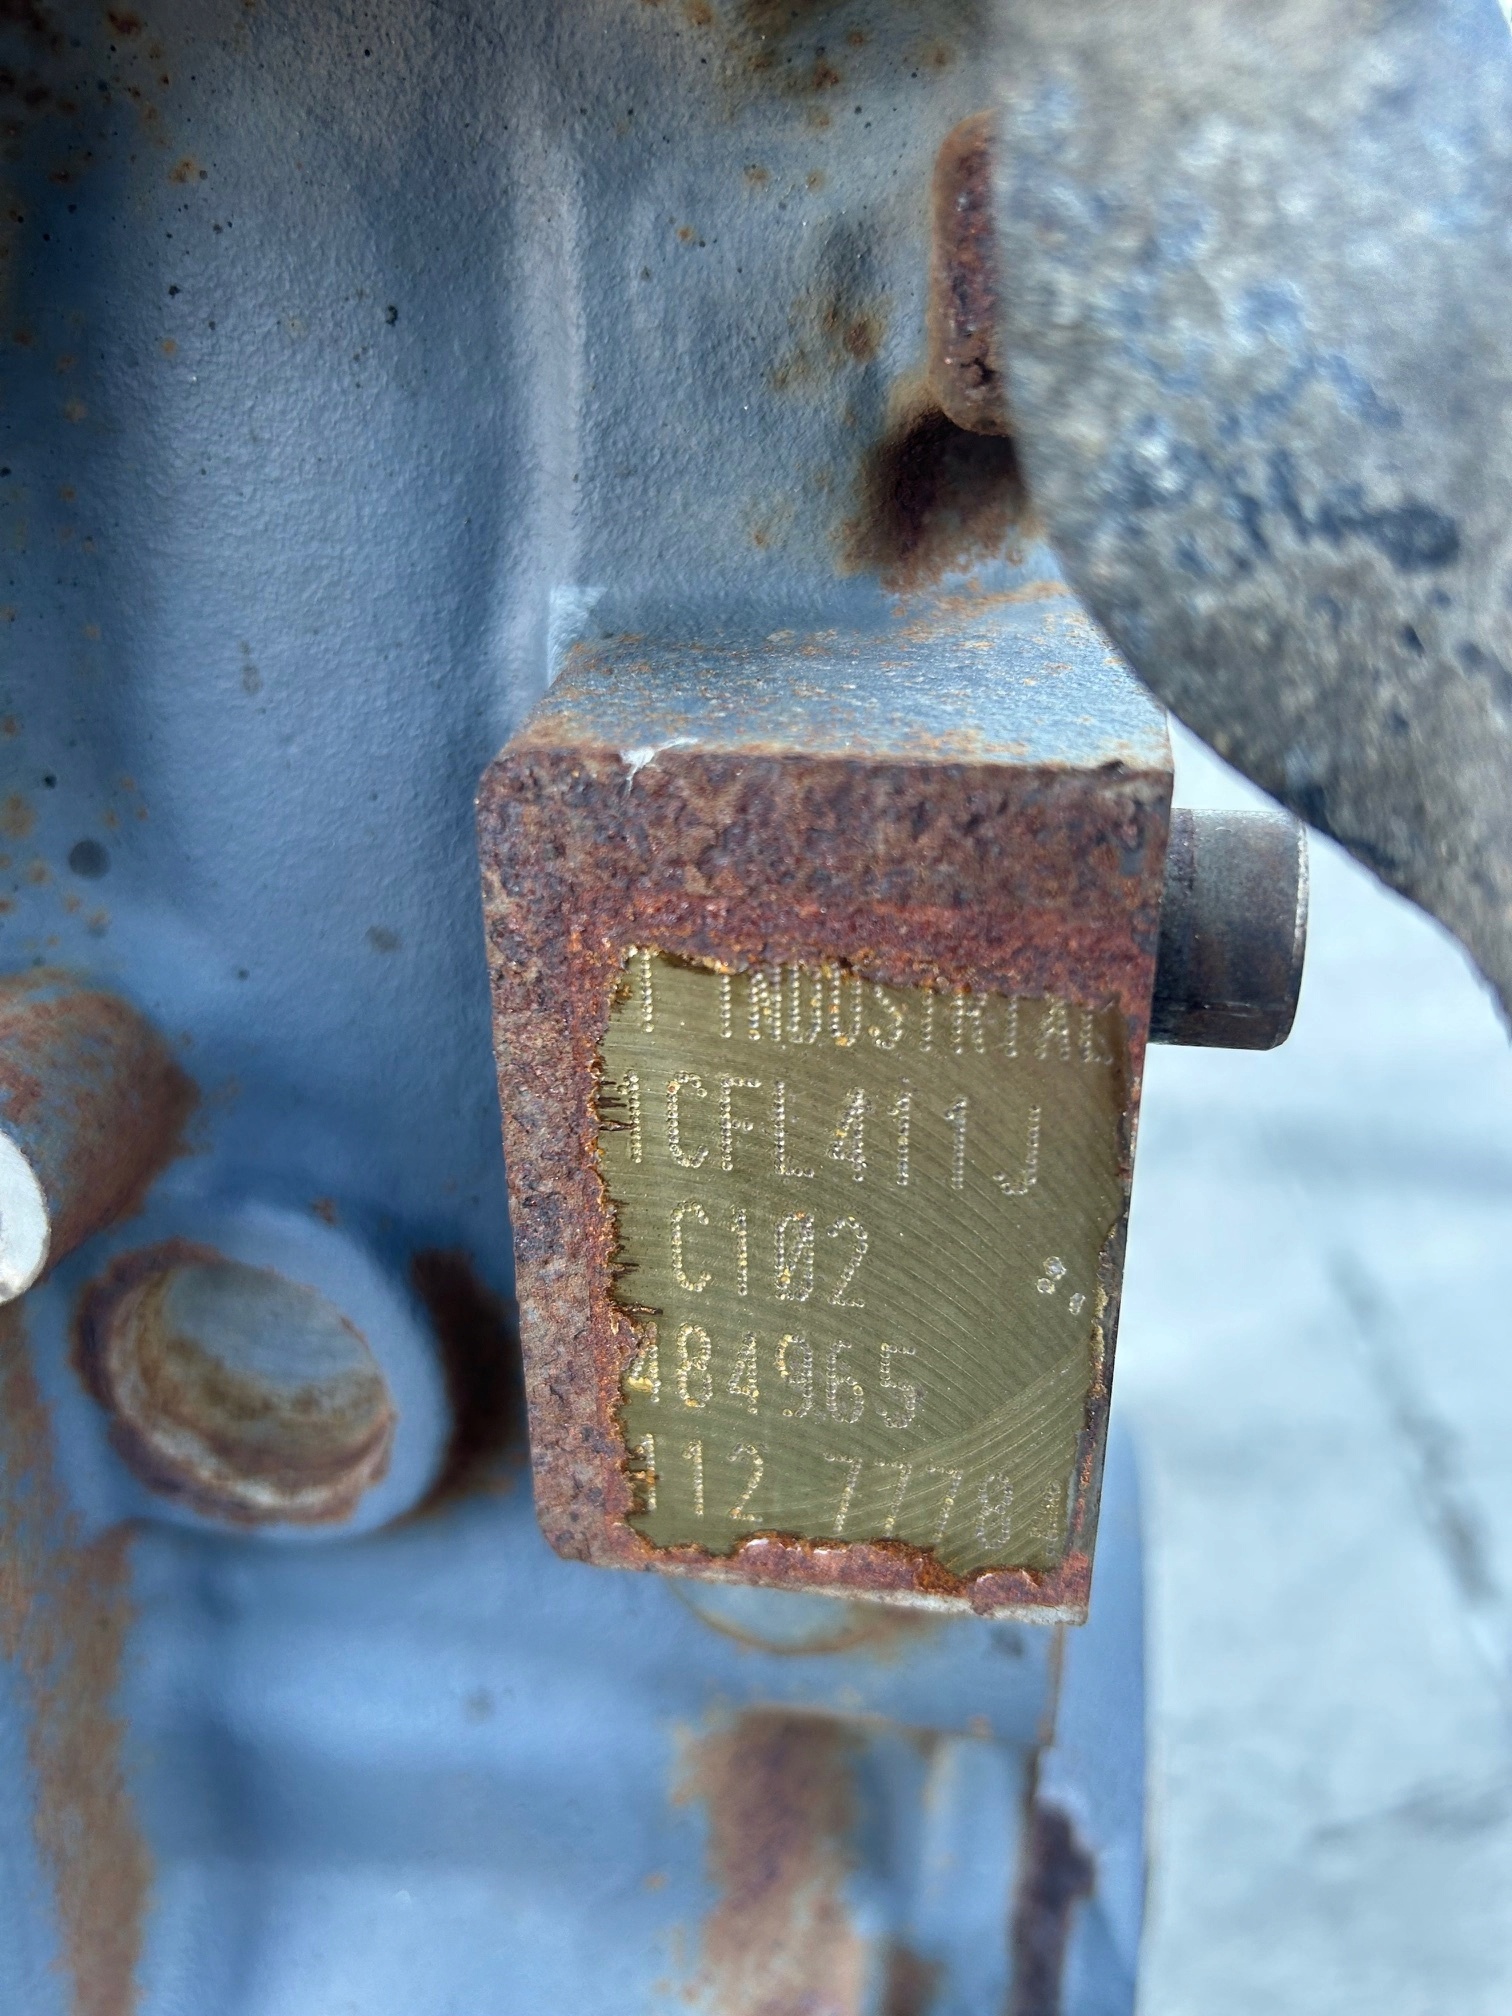 T INDUSTRIAL
1CFL411J
C102
484965
112 7778